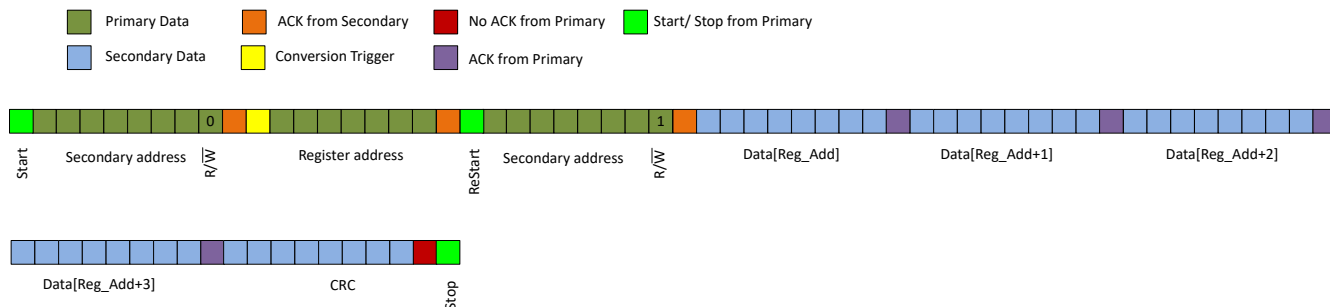 Primary Data
ACK from Secondary
No ACK from Primary
Start/ Stop from Primary
Secondary Data
Conversion Trigger
ACK from Primary
0
1
Start
Secondary address
R/W
Register address
ReStart
Secondary address
R/W
Data[Reg_Add]
Data[Reg_Add+1]
Data[Reg_Add+2]
Data[Reg_Add+3]
CRC
Stop